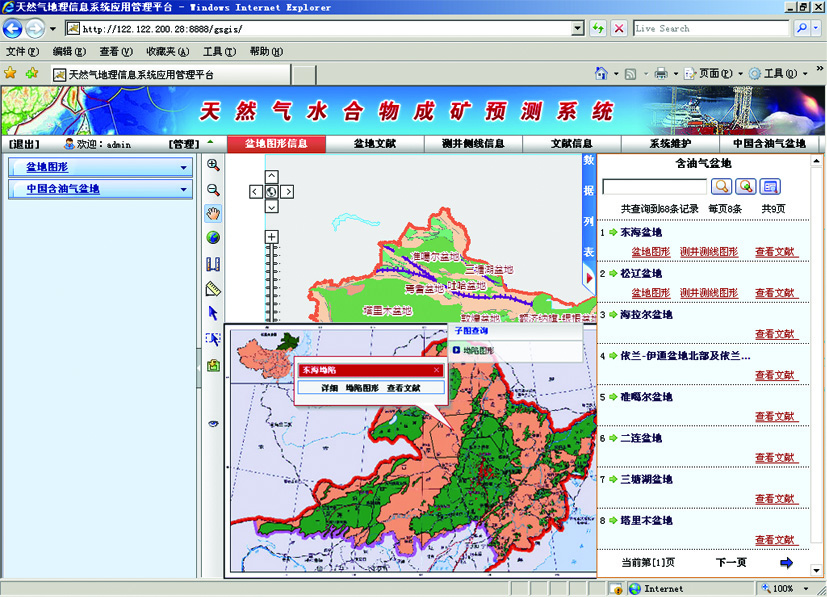 天然气地理信息系统应用管理平台 - Windows Internet Explorer
http://122.122.200.28:8888/gsgis/
Live Search
文件(F) 编辑(E) 查看(V) 收藏夹(A) 工具(T) 帮助(H)
天然气地理信息系统应用管理平台
页面(P) 工具(O)
天然气水合物成矿预测系统
[退出] 欢迎：admin [管理]
盆地图形信息 盆地文献 测井侧线信息 文献信息 系统维护 中国含油气盆地
盆地图形
中国含油气盆地
数据列表
准噶尔盆地
三塘湖盆地
焉耆盆地
吐哈盆地
塔里木盆地
敦煌盆地
子图查询
坳陷图形
东海坳陷
详细 坳陷图形 查看文献
含油气盆地
共查询到68条记录 每页8条 共9页
1 东海盆地
盆地图形 测井测线图形 查看文献
2 松辽盆地
盆地图形 测井测线图形 查看文献
3 海拉尔盆地
查看文献
4 依兰-伊通盆地北部及依兰...
查看文献
5 准噶尔盆地
查看文献
6 二连盆地
查看文献
7 三塘湖盆地
查看文献
8 塔里木盆地
查看文献
当前第[1]页 下一页
Internet 100%